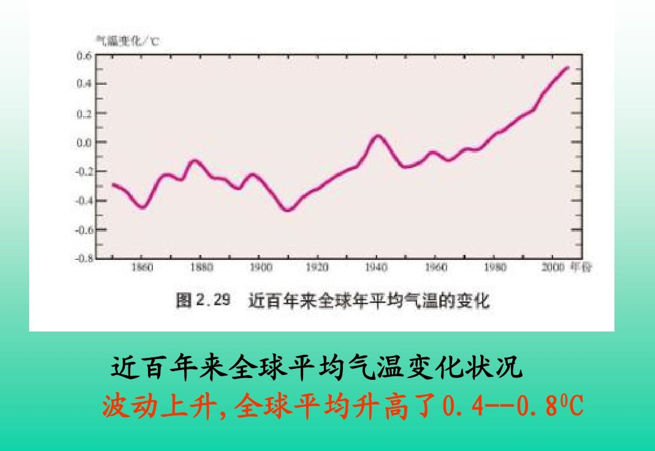 气温变化/℃
0.6
0.4
0.2
0.0
-0.2
-0.4
-0.6
-0.8
1860 1880 1900 1920 1940 1960 1980 2000 年份
图2.29 近百年来全球年平均气温的变化
近百年来全球平均气温变化状况
波动上升,全球平均升高了0.4--0.8⁰C